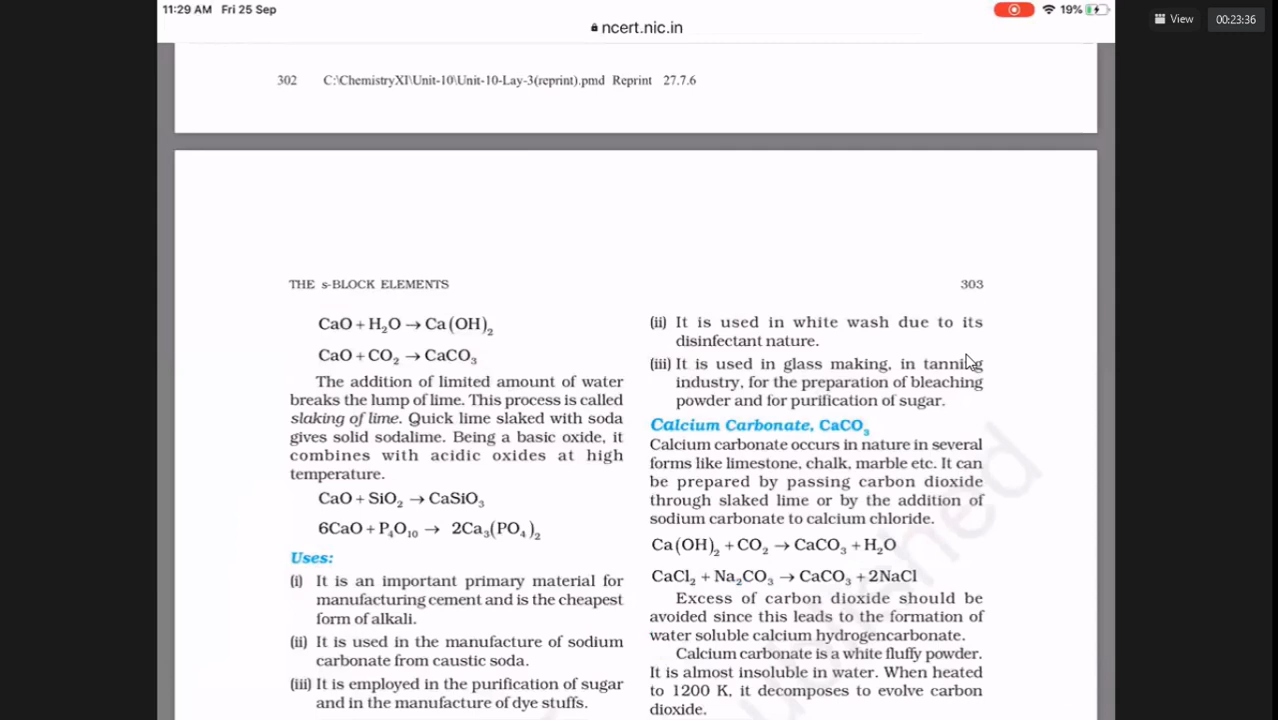 11:29 AM Fri 25 Sep
19%
ncert.nic.in
View
00:23:36
302 C:\ChemistryXI\Unit-10\Unit-10-Lay-3(reprint).pmd Reprint 27.7.6
THE s-BLOCK ELEMENTS
303
CaO + H₂O → Ca(OH)₂
CaO + CO₂ → CaCO₃
The addition of limited amount of water
breaks the lump of lime. This process is called
slaking of lime. Quick lime slaked with soda
gives solid sodalime. Being a basic oxide, it
combines with acidic oxides at high
temperature.
CaO + SiO₂ → CaSiO₃
6CaO + P₄O₁₀ → 2Ca₃(PO₄)₂
Uses:
(i) It is an important primary material for
manufacturing cement and is the cheapest
form of alkali.
(ii) It is used in the manufacture of sodium
carbonate from caustic soda.
(iii) It is employed in the purification of sugar
and in the manufacture of dye stuffs.
(ii) It is used in white wash due to its
disinfectant nature.
(iii) It is used in glass making, in tanning
industry, for the preparation of bleaching
powder and for purification of sugar.
Calcium Carbonate, CaCO₃
Calcium carbonate occurs in nature in several
forms like limestone, chalk, marble etc. It can
be prepared by passing carbon dioxide
through slaked lime or by the addition of
sodium carbonate to calcium chloride.
Ca(OH)₂ + CO₂ → CaCO₃ + H₂O
CaCl₂ + Na₂CO₃ → CaCO₃ + 2NaCl
Excess of carbon dioxide should be
avoided since this leads to the formation of
water soluble calcium hydrogencarbonate.
Calcium carbonate is a white fluffy powder.
It is almost insoluble in water. When heated
to 1200 K, it decomposes to evolve carbon
dioxide.